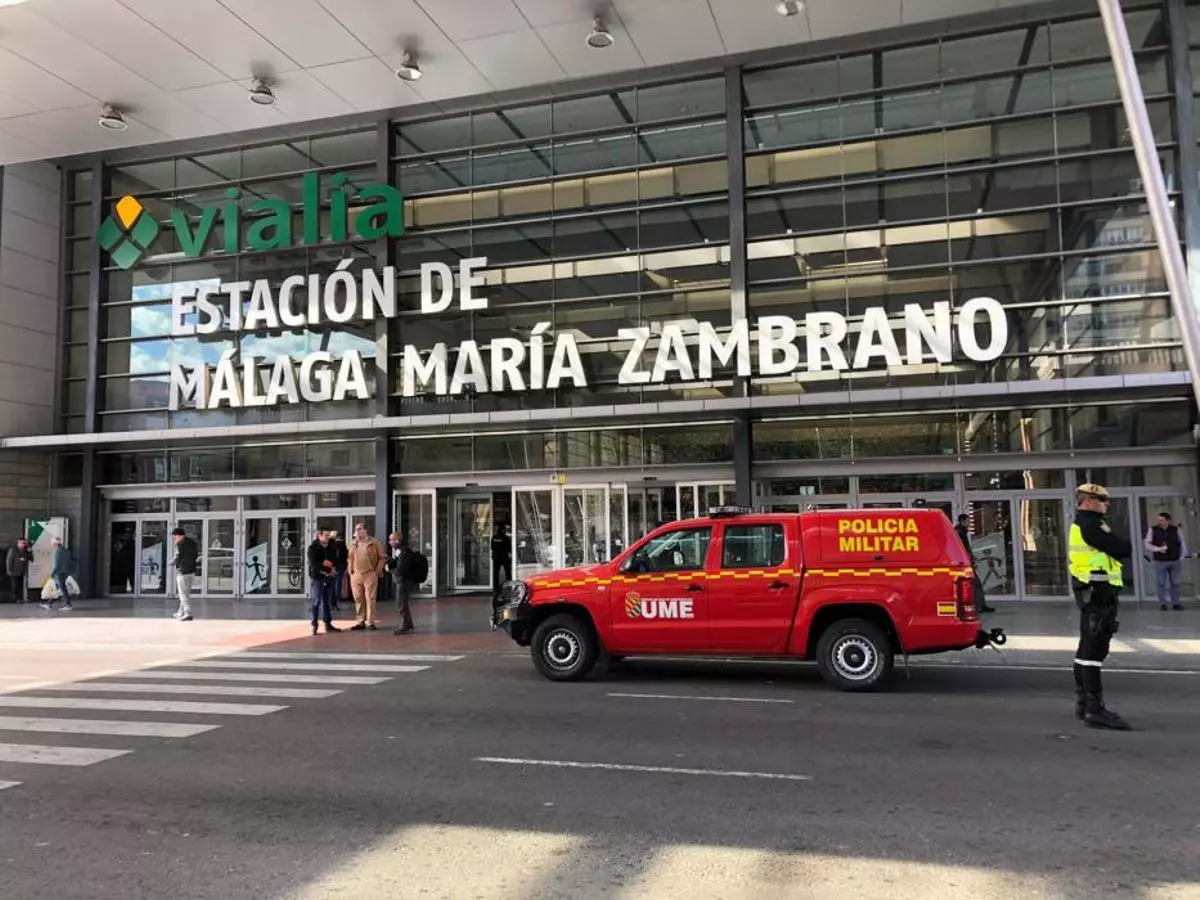 vialia
ESTACIÓN DE
MÁLAGA MARÍA ZAMBRANO
POLICIA
MILITAR
UME